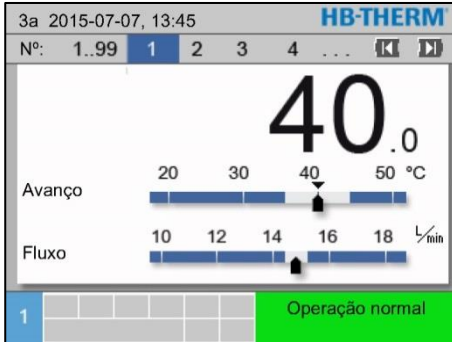 3a 2015-07-07, 13:45 HB-THERM
Nº: 1..99 1 2 3 4 ...
40.0
20 30 40 50 °C
Avanço
10 12 14 16 18 L/min
Fluxo
1 Operação normal